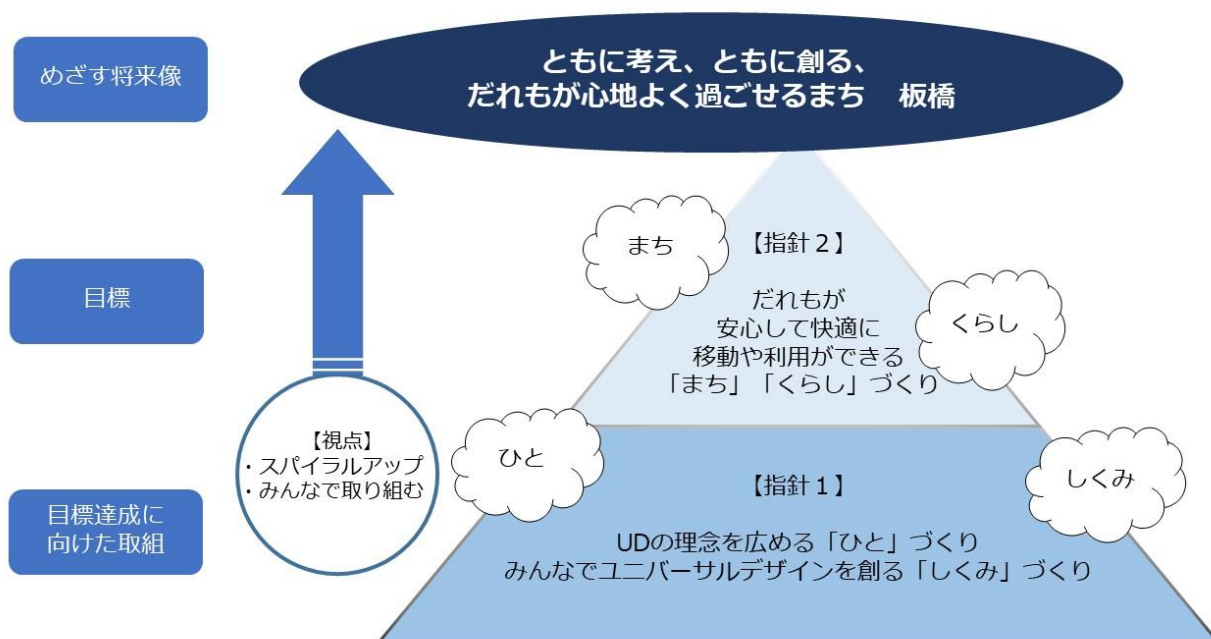 めざす将来像
ともに考え、ともに創る、
だれもが心地よく過ごせるまち　板橋
目標
まち
【指針２】
だれもが
安心して快適に
移動や利用ができる
「まち」「くらし」づくり
くらし
【視点】
・スパイラルアップ
・みんなで取り組む
ひと
しくみ
目標達成に
向けた取組
【指針１】
UDの理念を広める「ひと」づくり
みんなでユニバーサルデザインを創る「しくみ」づくり